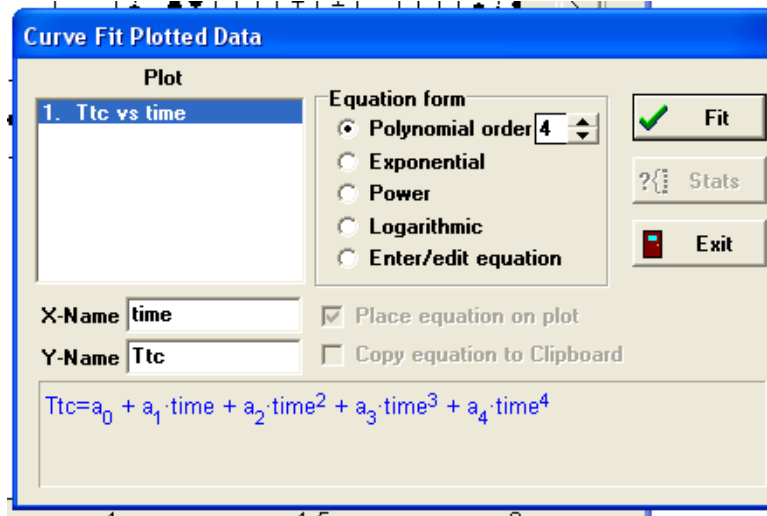 Curve Fit Plotted Data
Plot
1. Ttc vs time
Equation form
Polynomial order 4
Exponential
Power
Logarithmic
Enter/edit equation
Fit
?{ Stats
Exit
X-Name time
Y-Name Ttc
Place equation on plot
Copy equation to Clipboard
Ttc=a₀ + a₁·time + a₂·time² + a₃·time³ + a₄·time⁴